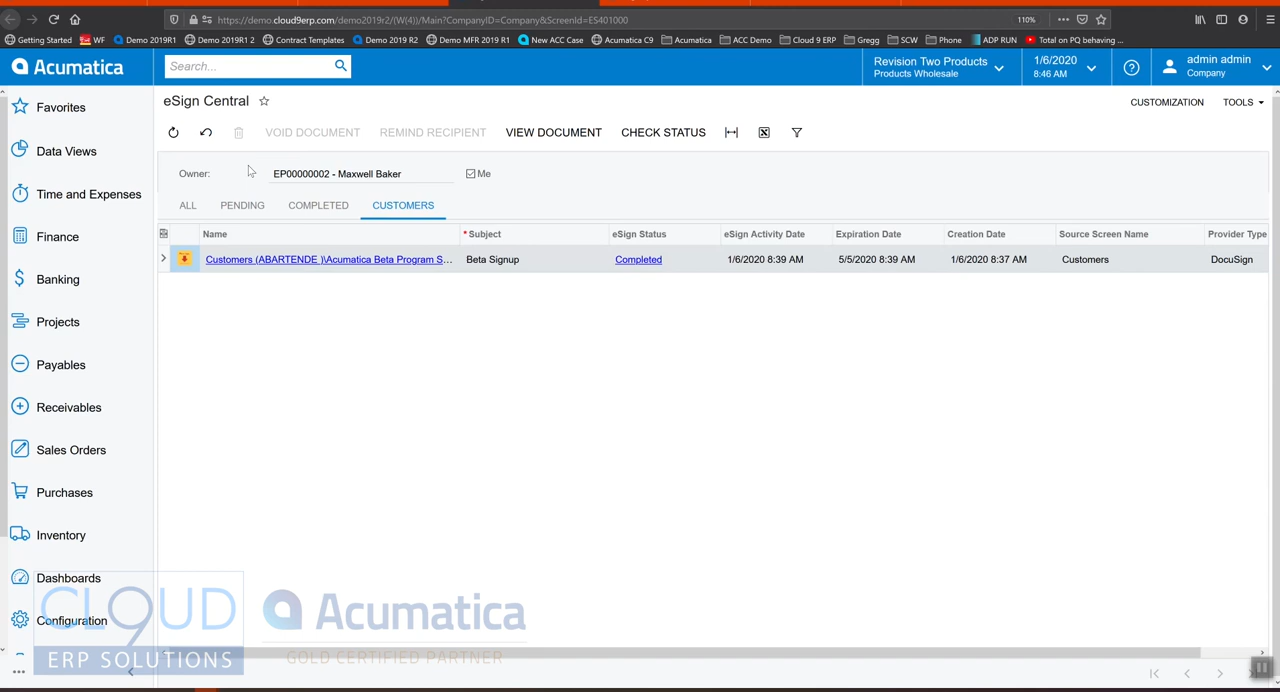 https://demo.cloud9erp.com/demo2019r2/(W(4))/Main?CompanyID=Company&ScreenId=ES401000
110%
Getting Started
WF
Demo 2019R1
Demo 2019R1 2
Contract Templates
Demo 2019 R2
Demo MFR 2019 R1
New ACC Case
Acumatica C9
Acumatica
ACC Demo
Cloud 9 ERP
Gregg
SCW
Phone
ADP RUN
Total on PQ behaving ...
Acumatica
Search...
Revision Two Products
Products Wholesale
1/6/2020
8:46 AM
admin admin
Company
Favorites
Data Views
Time and Expenses
Finance
Banking
Projects
Payables
Receivables
Sales Orders
Purchases
Inventory
Dashboards
Configuration
eSign Central
CUSTOMIZATION
TOOLS
VOID DOCUMENT
REMIND RECIPIENT
VIEW DOCUMENT
CHECK STATUS
Owner:
EP00000002 - Maxwell Baker
Me
ALL
PENDING
COMPLETED
CUSTOMERS
Name
* Subject
eSign Status
eSign Activity Date
Expiration Date
Creation Date
Source Screen Name
Provider Type
Customers (ABARTENDE )\Acumatica Beta Program S...
Beta Signup
Completed
1/6/2020 8:39 AM
5/5/2020 8:39 AM
1/6/2020 8:37 AM
Customers
DocuSign
CL9UD
ERP SOLUTIONS
Acumatica
GOLD CERTIFIED PARTNER